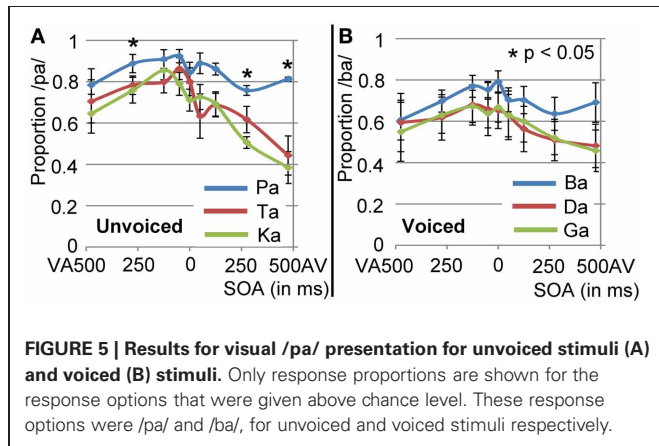 A
B
* p < 0.05
Proportion /pa/
1
0.8
0.6
0.4
0.2
0
* * *
Pa
Ta
Ka
Unvoiced
VA500 250 0 250 500AV
SOA (in ms)
Proportion /ba/
1
0.8
0.6
0.4
0.2
0
Ba
Da
Ga
Voiced
VA500 250 0 250 500AV
SOA (in ms)
FIGURE 5 | Results for visual /pa/ presentation for unvoiced stimuli (A)
and voiced (B) stimuli. Only response proportions are shown for the
response options that were given above chance level. These response
options were /pa/ and /ba/, for unvoiced and voiced stimuli respectively.